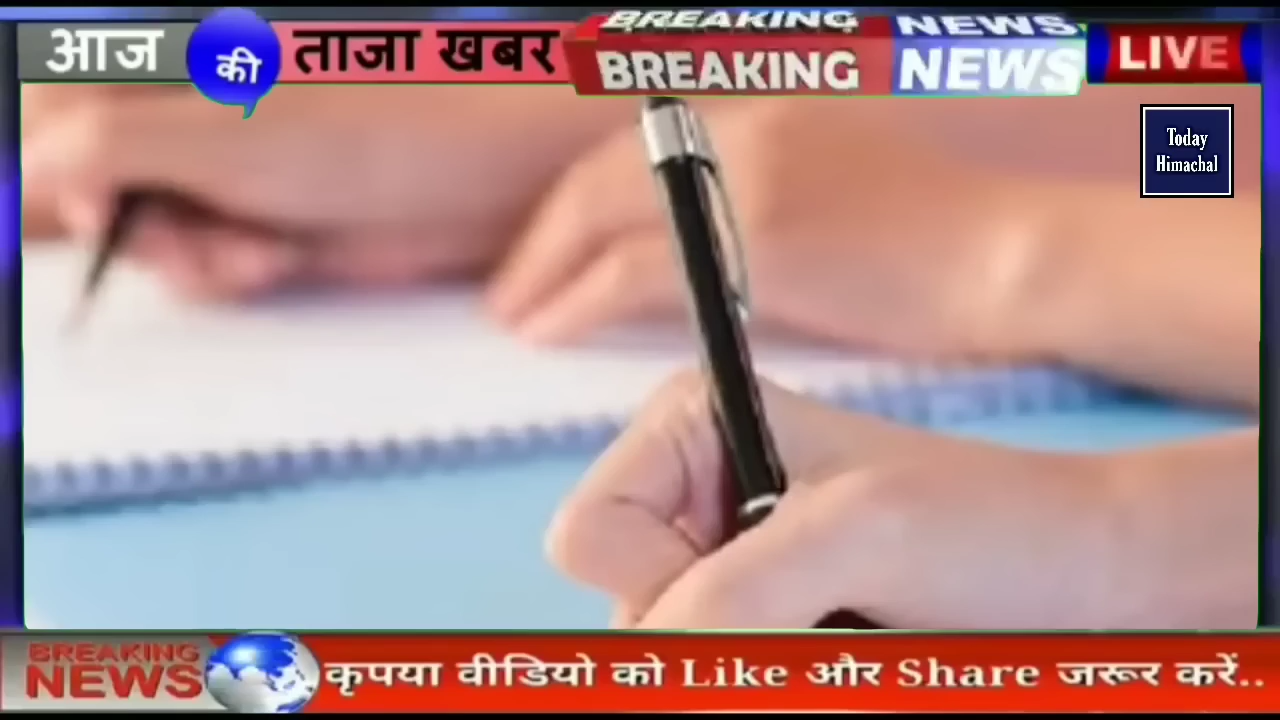 आज की ताजा खबर
BREAKING NEWS
BREAKING NEWS
LIVE
Today
Himachal
BREAKING
NEWS
कृपया वीडियो को Like और Share जरूर करें..